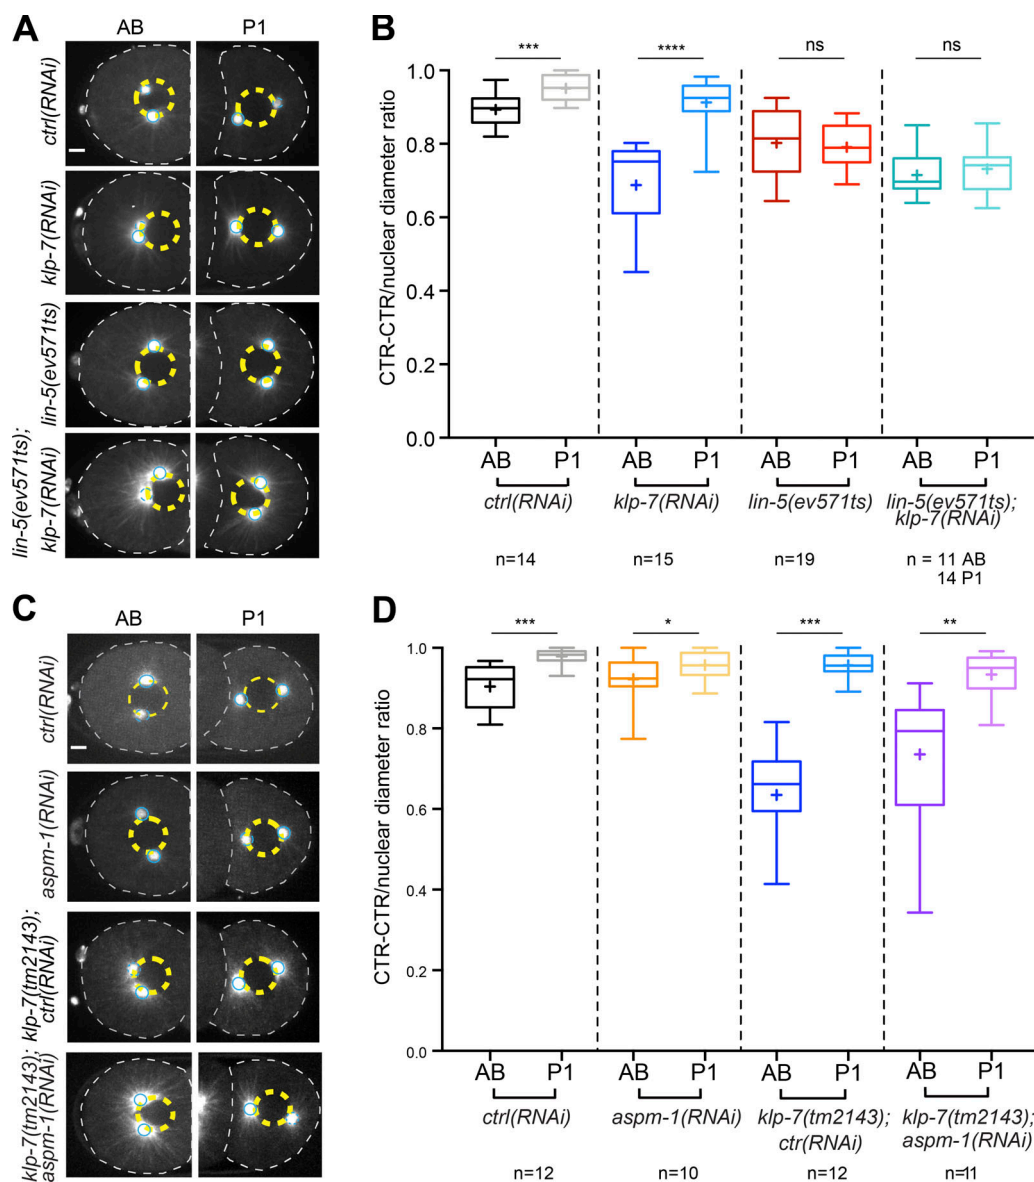 A
AB
P1
ctrl(RNAi)
klp-7(RNAi)
lin-5(ev571ts)
lin-5(ev571ts);
klp-7(RNAi)
B
***
****
ns
ns
CTR-CTR/nuclear diameter ratio
1.0
0.8
0.6
0.4
0.2
0.0
AB
P1
AB
P1
AB
P1
AB
P1
ctrl(RNAi)
klp-7(RNAi)
lin-5(ev571ts)
lin-5(ev571ts);
klp-7(RNAi)
n=14
n=15
n=19
n = 11 AB
14 P1
C
AB
P1
ctrl(RNAi)
aspm-1(RNAi)
klp-7(tm2143);
ctrl(RNAi)
klp-7(tm2143);
aspm-1(RNAi)
D
***
*
***
**
CTR-CTR/nuclear diameter ratio
1.0
0.8
0.6
0.4
0.2
0.0
AB
P1
AB
P1
AB
P1
AB
P1
ctrl(RNAi)
aspm-1(RNAi)
klp-7(tm2143);
ctr(RNAi)
klp-7(tm2143);
aspm-1(RNAi)
n=12
n=10
n=12
n=11